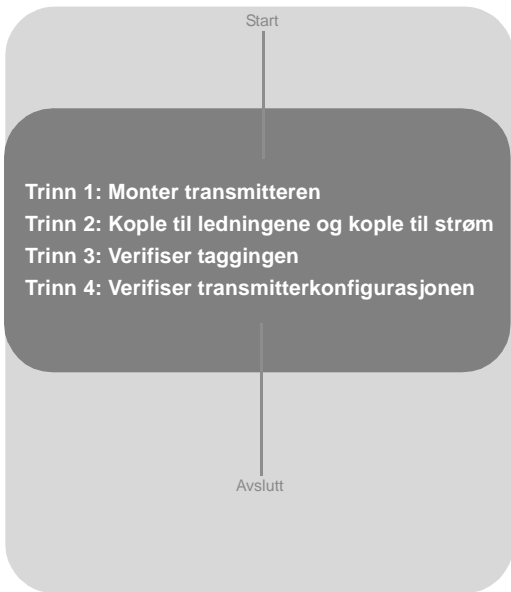 Start
Trinn 1: Monter transmitteren
Trinn 2: Kople til ledningene og kople til strøm
Trinn 3: Verifiser taggingen
Trinn 4: Verifiser transmitterkonfigurasjonen
Avslutt